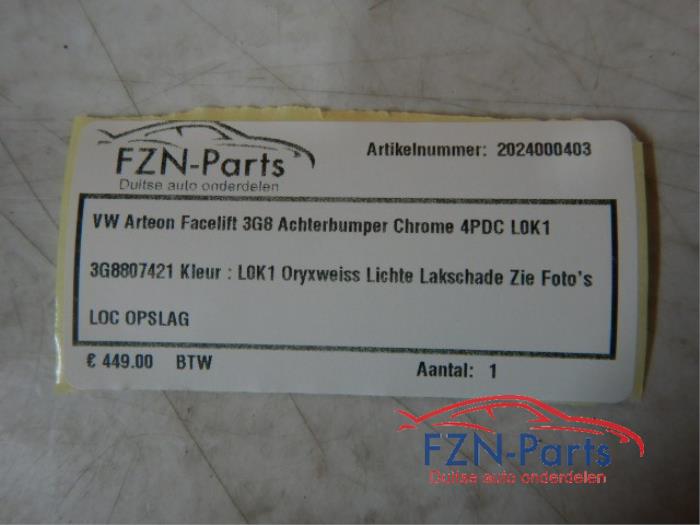 FZN-Parts
Duitse auto onderdelen
Artikelnummer: 2024000403
VW Arteon Facelift 3G8 Achterbumper Chrome 4PDC L0K1
3G8807421 Kleur : L0K1 Oryxweiss Lichte Lakschade Zie Foto's
LOC OPSLAG
€ 449.00 BTW
Aantal: 1
FZN-Parts
Duitse auto onderdelen